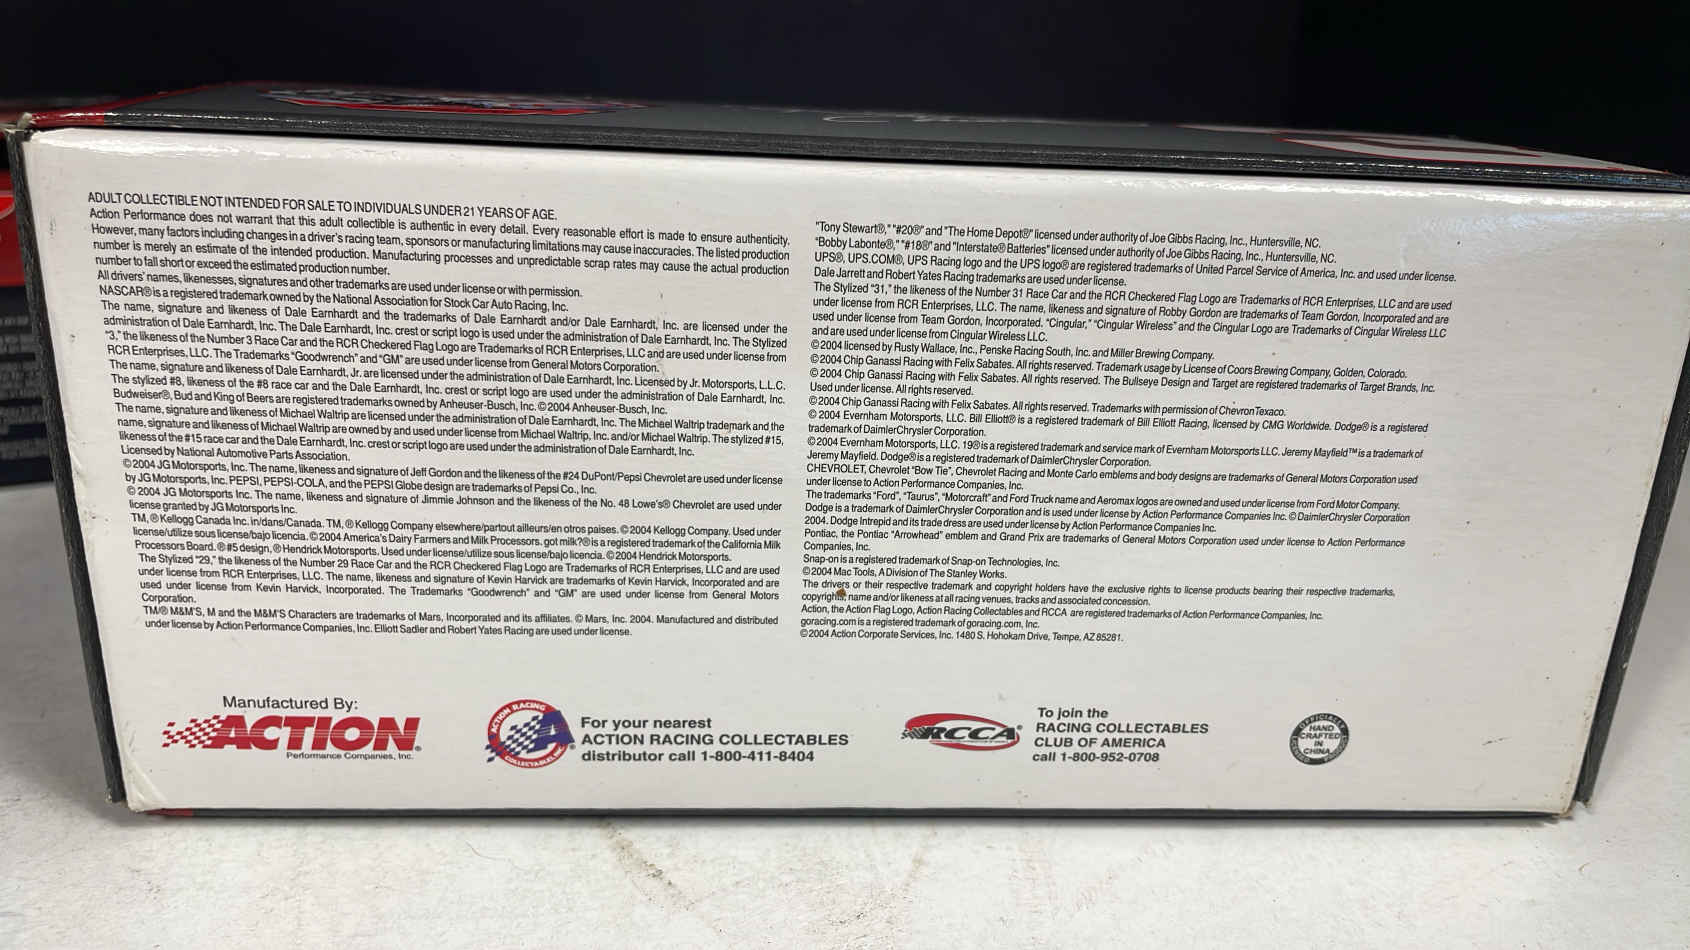 ADULT COLLECTIBLE NOT INTENDED FOR SALE TO INDIVIDUALS UNDER 21 YEARS OF AGE.
Action Performance does not warrant that this adult collectible is authentic in every detail. Every reasonable effort is made to ensure authenticity.
However, many factors including changes in a driver's racing team, sponsors or manufacturing limitations may cause inaccuracies. The listed production
number is merely an estimate of the intended production. Manufacturing processes and unpredictable scrap rates may cause the actual production
number to fall short or exceed the estimated production number.
All drivers' names, likenesses, signatures and other trademarks are used under license or with permission.
NASCAR® is a registered trademark owned by the National Association for Stock Car Auto Racing, Inc.
The name, signature and likeness of Dale Earnhardt and the trademarks of Dale Earnhardt and/or Dale Earnhardt, Inc. are licensed under the
administration of Dale Earnhardt, Inc. The Dale Earnhardt, Inc. crest or script logo is used under the administration of Dale Earnhardt, Inc. The Stylized
"3," the likeness of the Number 3 Race Car and the RCR Checkered Flag Logo are Trademarks of RCR Enterprises, LLC and are used under license from
RCR Enterprises, LLC. The Trademarks "Goodwrench" and "GM" are used under license from General Motors Corporation.
The name, signature and likeness of Dale Earnhardt, Jr. are licensed under the administration of Dale Earnhardt, Inc. Licensed by Jr. Motorsports, L.L.C.
The stylized #8, likeness of the #8 race car and the Dale Earnhardt, Inc. crest or script logo are used under the administration of Dale Earnhardt, Inc.
Budweiser®, Bud and King of Beers are registered trademarks owned by Anheuser-Busch, Inc. © 2004 Anheuser-Busch, Inc.
The name, signature and likeness of Michael Waltrip are licensed under the administration of Dale Earnhardt, Inc. The Michael Waltrip trademark and the
name, signature and likeness of Michael Waltrip are owned by and used under license from Michael Waltrip, Inc. and/or Michael Waltrip. The stylized #15,
likeness of the #15 race car and the Dale Earnhardt, Inc. crest or script logo are used under the administration of Dale Earnhardt, Inc.
Licensed by National Automotive Parts Association.
© 2004 JG Motorsports, Inc. The name, likeness and signature of Jeff Gordon and the likeness of the #24 DuPont/Pepsi Chevrolet are used under license
by JG Motorsports, Inc. PEPSI, PEPSI-COLA, and the PEPSI Globe design are trademarks of Pepsi Co., Inc.
© 2004 JG Motorsports Inc. The name, likeness and signature of Jimmie Johnson and the likeness of the No. 48 Lowe's® Chevrolet are used under
license granted by JG Motorsports Inc.
TM, ® Kellogg Canada Inc. in/dans/Canada. TM, ® Kellogg Company elsewhere/partout ailleurs/en otros paises. © 2004 Kellogg Company. Used under
license/utilize sous license/bajo licencia. © 2004 America's Dairy Farmers and Milk Processors. got milk?® is a registered trademark of the California Milk
Processors Board. ® #5 design, ® Hendrick Motorsports. Used under license/utilize sous license/bajo licencia. © 2004 Hendrick Motorsports.
The Stylized "29," the likeness of the Number 29 Race Car and the RCR Checkered Flag Logo are Trademarks of RCR Enterprises, LLC and are used
under license from RCR Enterprises, LLC. The name, likeness and signature of Kevin Harvick are trademarks of Kevin Harvick, Incorporated and are
used under license from Kevin Harvick, Incorporated. The Trademarks "Goodwrench" and "GM" are used under license from General Motors
Corporation.
TM/® M&M'S, M and the M&M'S Characters are trademarks of Mars, Incorporated and its affiliates. © Mars, Inc. 2004. Manufactured and distributed
under license by Action Performance Companies, Inc. Elliott Sadler and Robert Yates Racing are used under license.
"Tony Stewart®," "#20®" and "The Home Depot®" licensed under authority of Joe Gibbs Racing, Inc., Huntersville, NC.
"Bobby Labonte®," "#18®" and "Interstate® Batteries" licensed under authority of Joe Gibbs Racing, Inc., Huntersville, NC.
UPS®, UPS.COM®, UPS Racing logo and the UPS logo® are registered trademarks of United Parcel Service of America, Inc. and used under license.
Dale Jarrett and Robert Yates Racing trademarks are used under license.
The Stylized "31," the likeness of the Number 31 Race Car and the RCR Checkered Flag Logo are Trademarks of RCR Enterprises, LLC and are used
under license from RCR Enterprises, LLC. The name, likeness and signature of Robby Gordon are trademarks of Team Gordon, Incorporated and are
used under license from Team Gordon, Incorporated. "Cingular," "Cingular Wireless" and the Cingular Logo are Trademarks of Cingular Wireless LLC
and are used under license from Cingular Wireless LLC.
© 2004 licensed by Rusty Wallace, Inc., Penske Racing South, Inc. and Miller Brewing Company.
© 2004 Chip Ganassi Racing with Felix Sabates. All rights reserved. Trademark usage by License of Coors Brewing Company, Golden, Colorado.
© 2004 Chip Ganassi Racing with Felix Sabates. All rights reserved. The Bullseye Design and Target are registered trademarks of Target Brands, Inc.
Used under license. All rights reserved.
© 2004 Chip Ganassi Racing with Felix Sabates. All rights reserved. Trademarks with permission of ChevronTexaco.
© 2004 Evernham Motorsports, LLC. Bill Elliott® is a registered trademark of Bill Elliott Racing, licensed by CMG Worldwide. Dodge® is a registered
trademark of DaimlerChrysler Corporation.
© 2004 Evernham Motorsports, LLC. 19® is a registered trademark and service mark of Evernham Motorsports LLC. Jeremy Mayfield™ is a trademark of
Jeremy Mayfield. Dodge® is a registered trademark of DaimlerChrysler Corporation.
CHEVROLET, Chevrolet "Bow Tie", Chevrolet Racing and Monte Carlo emblems and body designs are trademarks of General Motors Corporation used
under license to Action Performance Companies, Inc.
The trademarks "Ford", "Taurus", "Motorcraft" and Ford Truck name and Aeromax logos are owned and used under license from Ford Motor Company.
Dodge is a trademark of DaimlerChrysler Corporation and is used under license by Action Performance Companies Inc. © DaimlerChrysler Corporation
2004. Dodge Intrepid and its trade dress are used under license by Action Performance Companies Inc.
Pontiac, the Pontiac "Arrowhead" emblem and Grand Prix are trademarks of General Motors Corporation used under license to Action Performance
Companies, Inc.
Snap-on is a registered trademark of Snap-on Technologies, Inc.
© 2004 Mac Tools, A Division of The Stanley Works.
The drivers or their respective trademark and copyright holders have the exclusive rights to license products bearing their respective trademarks,
copyrights, name and/or likeness at all racing venues, tracks and associated concession.
Action, the Action Flag Logo, Action Racing Collectables and RCCA are registered trademarks of Action Performance Companies, Inc.
goracing.com is a registered trademark of goracing.com, Inc.
© 2004 Action Corporate Services, Inc. 1480 S. Hohokam Drive, Tempe, AZ 85281.
Manufactured By:
ACTION®
Performance Companies, Inc.
ACTION RACING
A
COLLECTABLES, INC. ®
For your nearest
ACTION RACING COLLECTABLES
distributor call 1-800-411-8404
RCCA®
To join the
RACING COLLECTABLES
CLUB OF AMERICA
call 1-800-952-0708
OFFICIALLY
HAND
CRAFTED
IN
CHINA